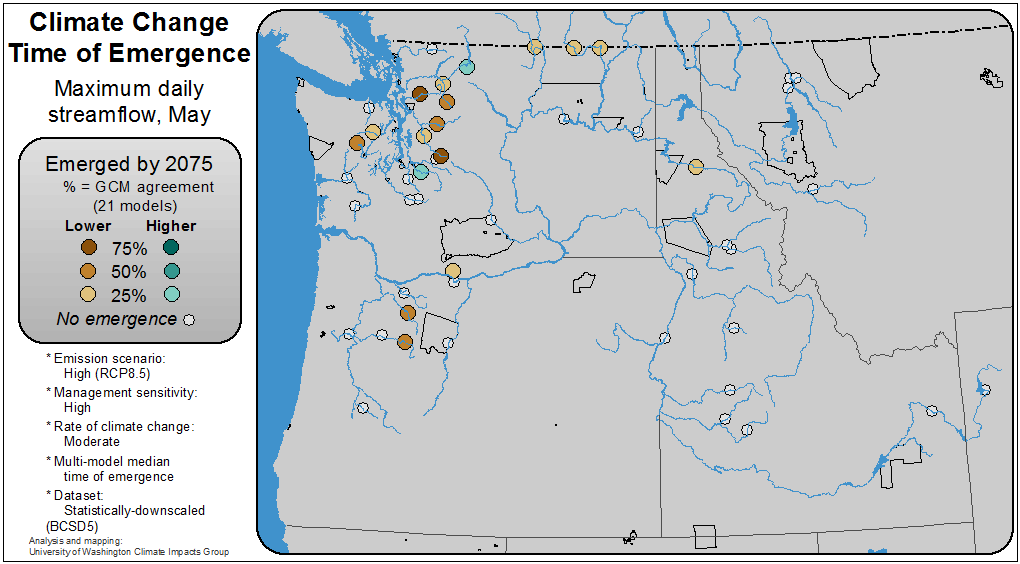 Climate Change
Time of Emergence
Maximum daily
streamflow, May
Emerged by 2075
% = GCM agreement
(21 models)
Lower Higher
75%
50%
25%
No emergence
* Emission scenario:
High (RCP8.5)
* Management sensitivity:
High
* Rate of climate change:
Moderate
* Multi-model median
time of emergence
* Dataset:
Statistically-downscaled
(BCSD5)
Analysis and mapping:
University of Washington Climate Impacts Group